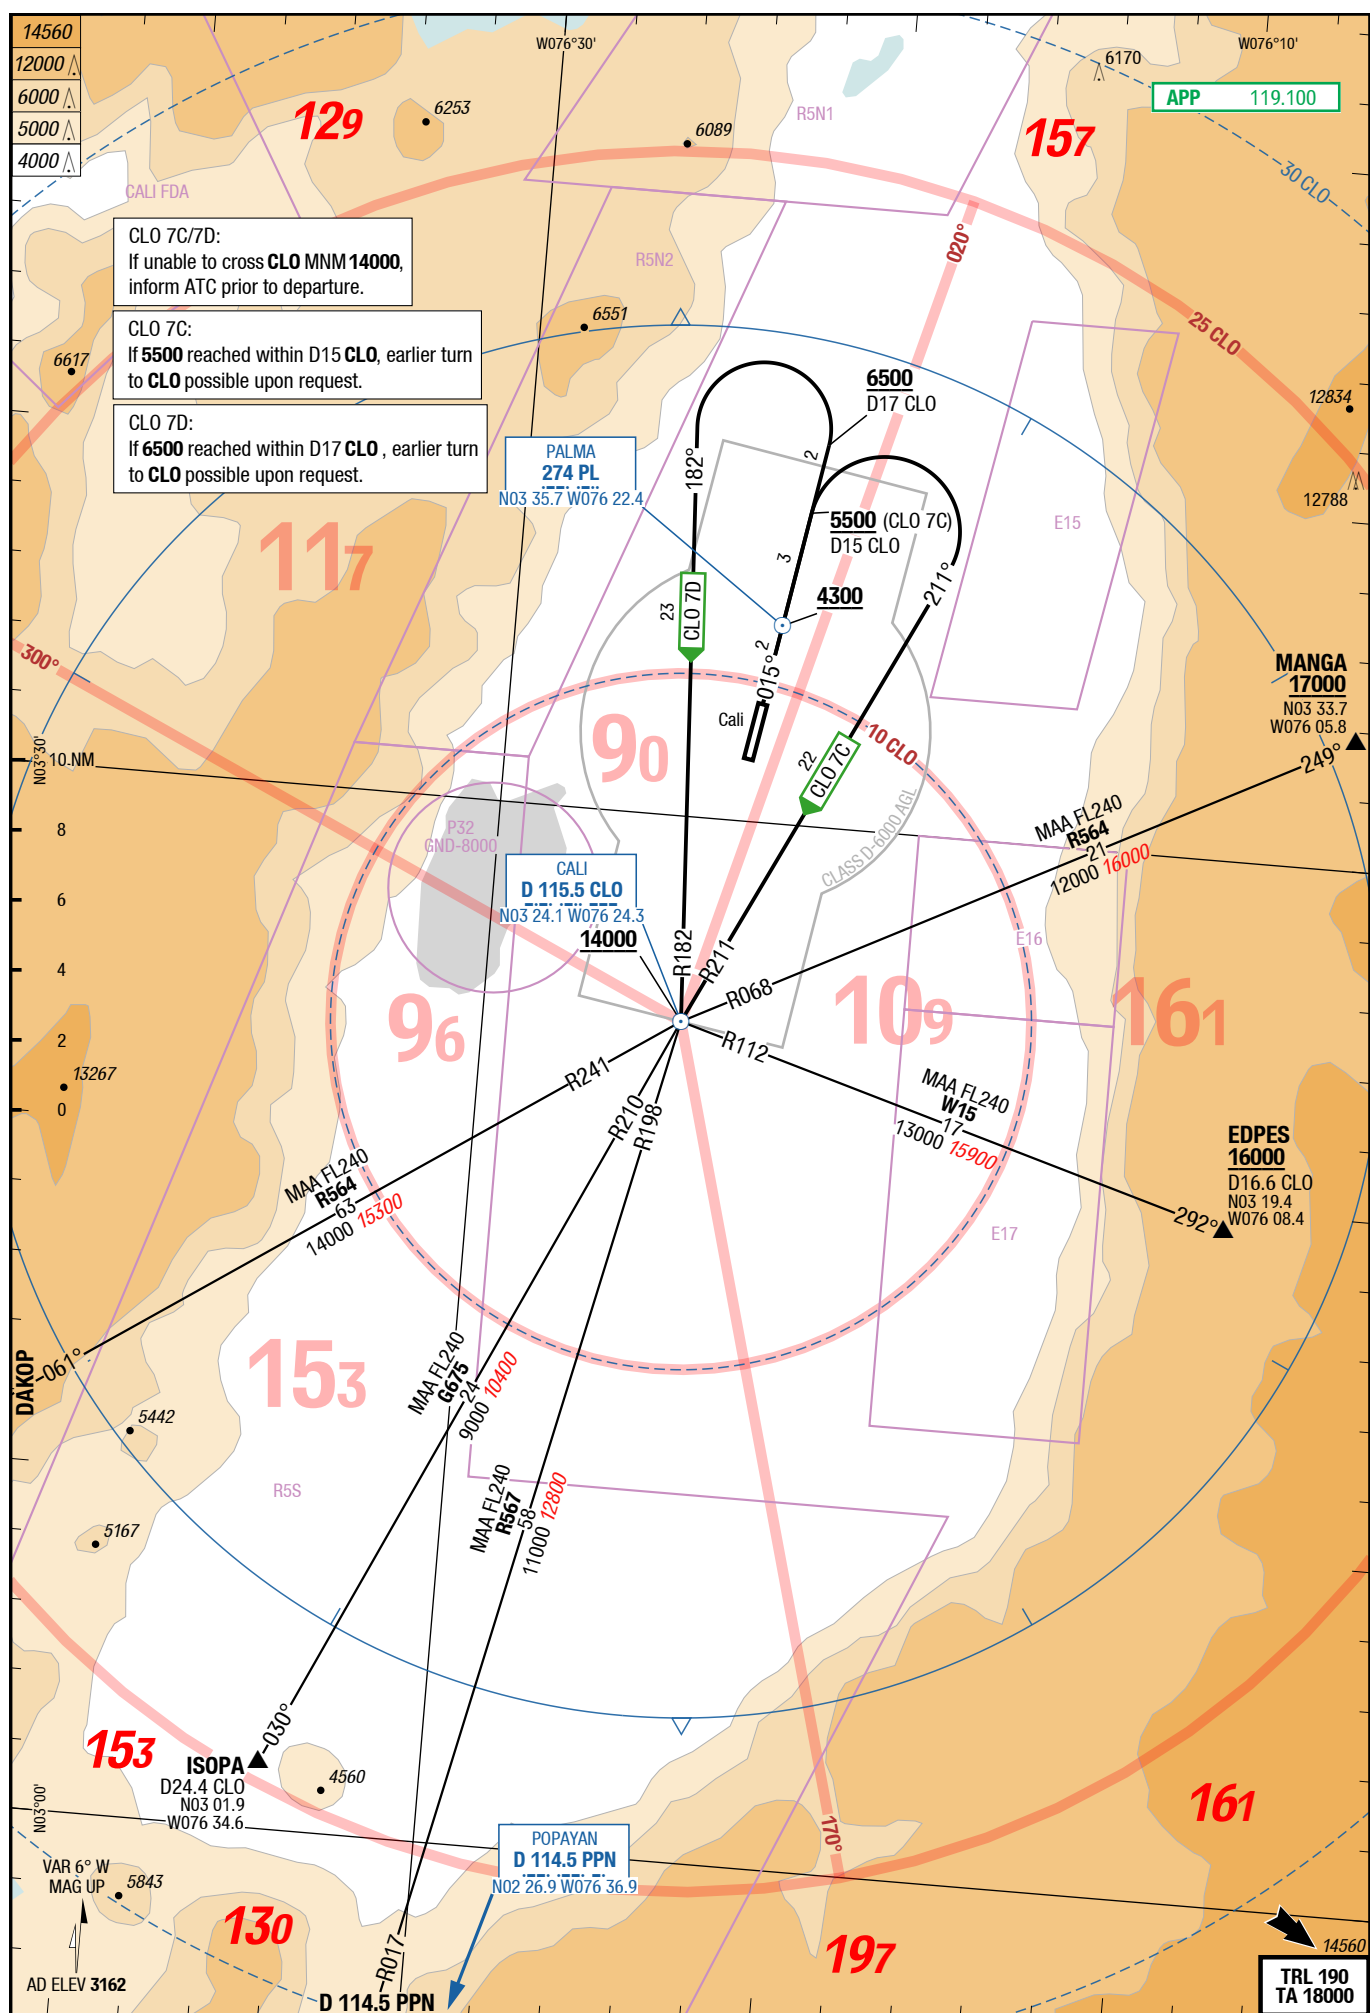 14560
12000
6000
5000
4000
W076°30'
W076°10'
6170
APP 119.100
129
6253
6089
R5N1
157
30 CLO
CALI FDA
CLO 7C/7D:
If unable to cross CLO MNM 14000,
inform ATC prior to departure.
R5N2
020°
CLO 7C:
If 5500 reached within D15 CLO, earlier turn
to CLO possible upon request.
6551
25 CLO
6617
CLO 7D:
If 6500 reached within D17 CLO , earlier turn
to CLO possible upon request.
6500
D17 CLO
12834
PALMA
274 PL
N03 35.7 W076 22.4
182°
2
12788
5500 (CLO 7C)
D15 CLO
E15
117
3
211°
4300
23
CLO 7D
2
300°
015°
MANGA
17000
N03 33.7
W076 05.8
Cali
90
10 CLO
249°
N03°30'
10 NM
22
CLO 7C
CLASS D-6000 AGL
8
P32
GND-8000
MAA FL240
R564
21
12000 16000
CALI
D 115.5 CLO
N03 24.1 W076 24.3
14000
6
4
2
0
R182
R211
R068
E16
96
109
161
R112
13267
R241
R210
R198
MAA FL240
W15
17
13000 15900
EDPES
16000
D16.6 CLO
N03 19.4
W076 08.4
292°
MAA FL240
R564
63
14000 15300
E17
DAKOP
061°
153
MAA FL240
G675
24
9000 10400
5442
R5S
MAA FL240
R567
58
11000 12800
5167
030°
153
ISOPA
D24.4 CLO
N03 01.9
W076 34.6
4560
161
N03°00'
170°
POPAYAN
D 114.5 PPN
N02 26.9 W076 36.9
VAR 6° W
MAG UP
5843
130
197
R017
14560
AD ELEV 3162
D 114.5 PPN
TRL 190
TA 18000